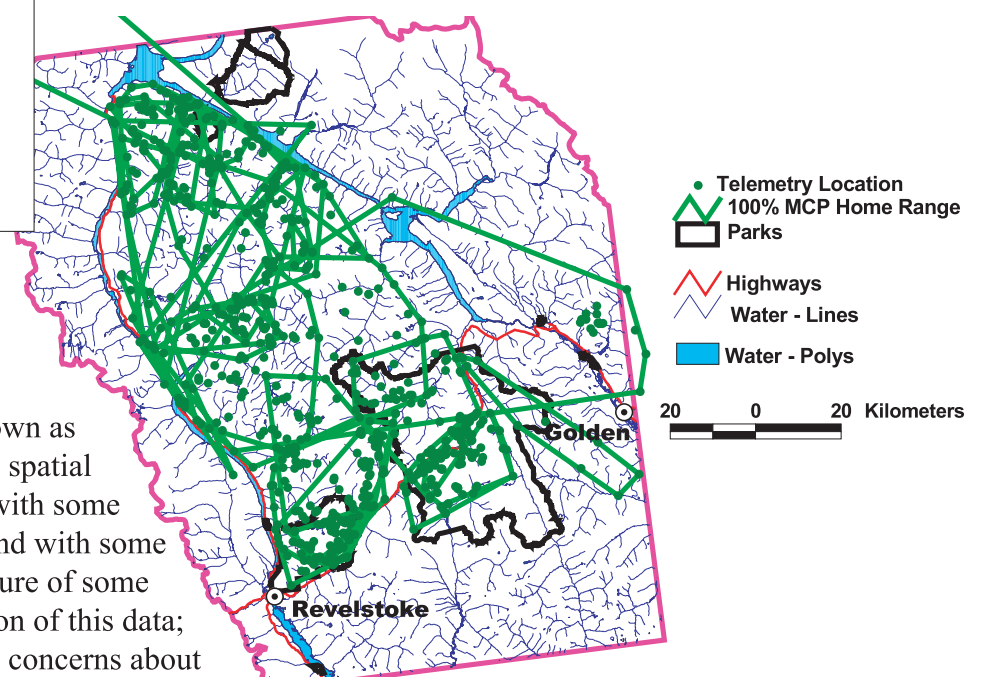 Telemetry Location
100% MCP Home Range
Parks
Highways
Water - Lines
Water - Polys
20 0 20 Kilometers
Golden
Revelstoke
own as
spatial
with some
nd with some
ure of some
on of this data;
concerns about